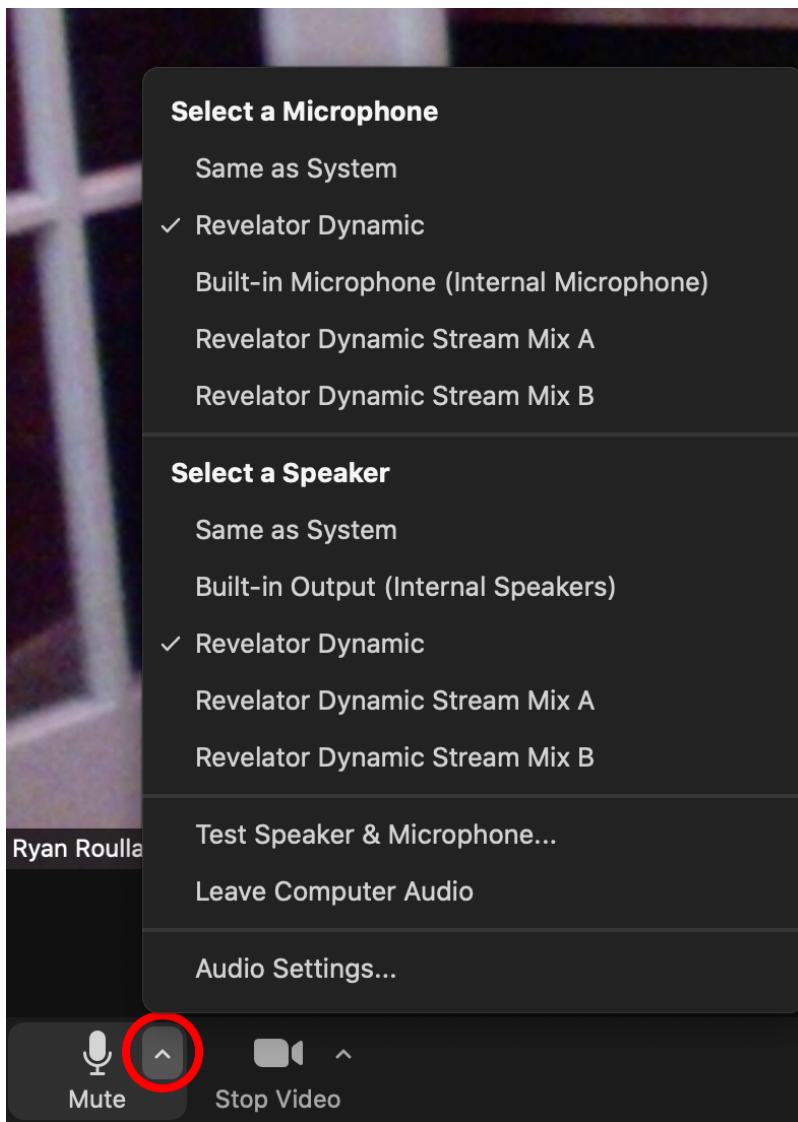 Select a Microphone
Same as System
Revelator Dynamic
Built-in Microphone (Internal Microphone)
Revelator Dynamic Stream Mix A
Revelator Dynamic Stream Mix B
Select a Speaker
Same as System
Built-in Output (Internal Speakers)
Revelator Dynamic
Revelator Dynamic Stream Mix A
Revelator Dynamic Stream Mix B
Test Speaker & Microphone...
Leave Computer Audio
Audio Settings...
Ryan Roulla
Mute
Stop Video